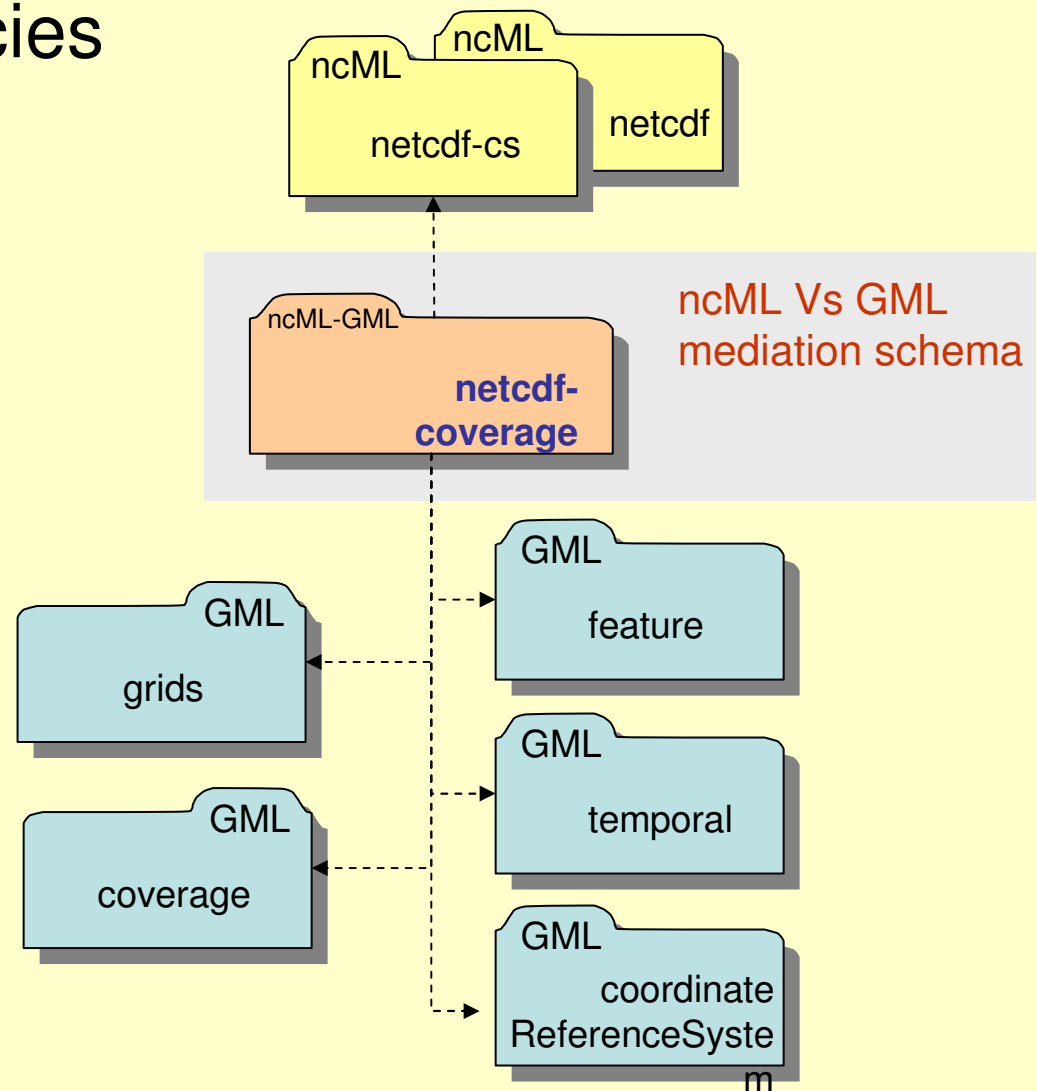 cies
ncML
netcdf
ncML
netcdf-cs
ncML Vs GML
mediation schema
ncML-GML
netcdf-
coverage
GML
feature
GML
grids
GML
temporal
GML
coverage
GML
coordinate
ReferenceSyste
m